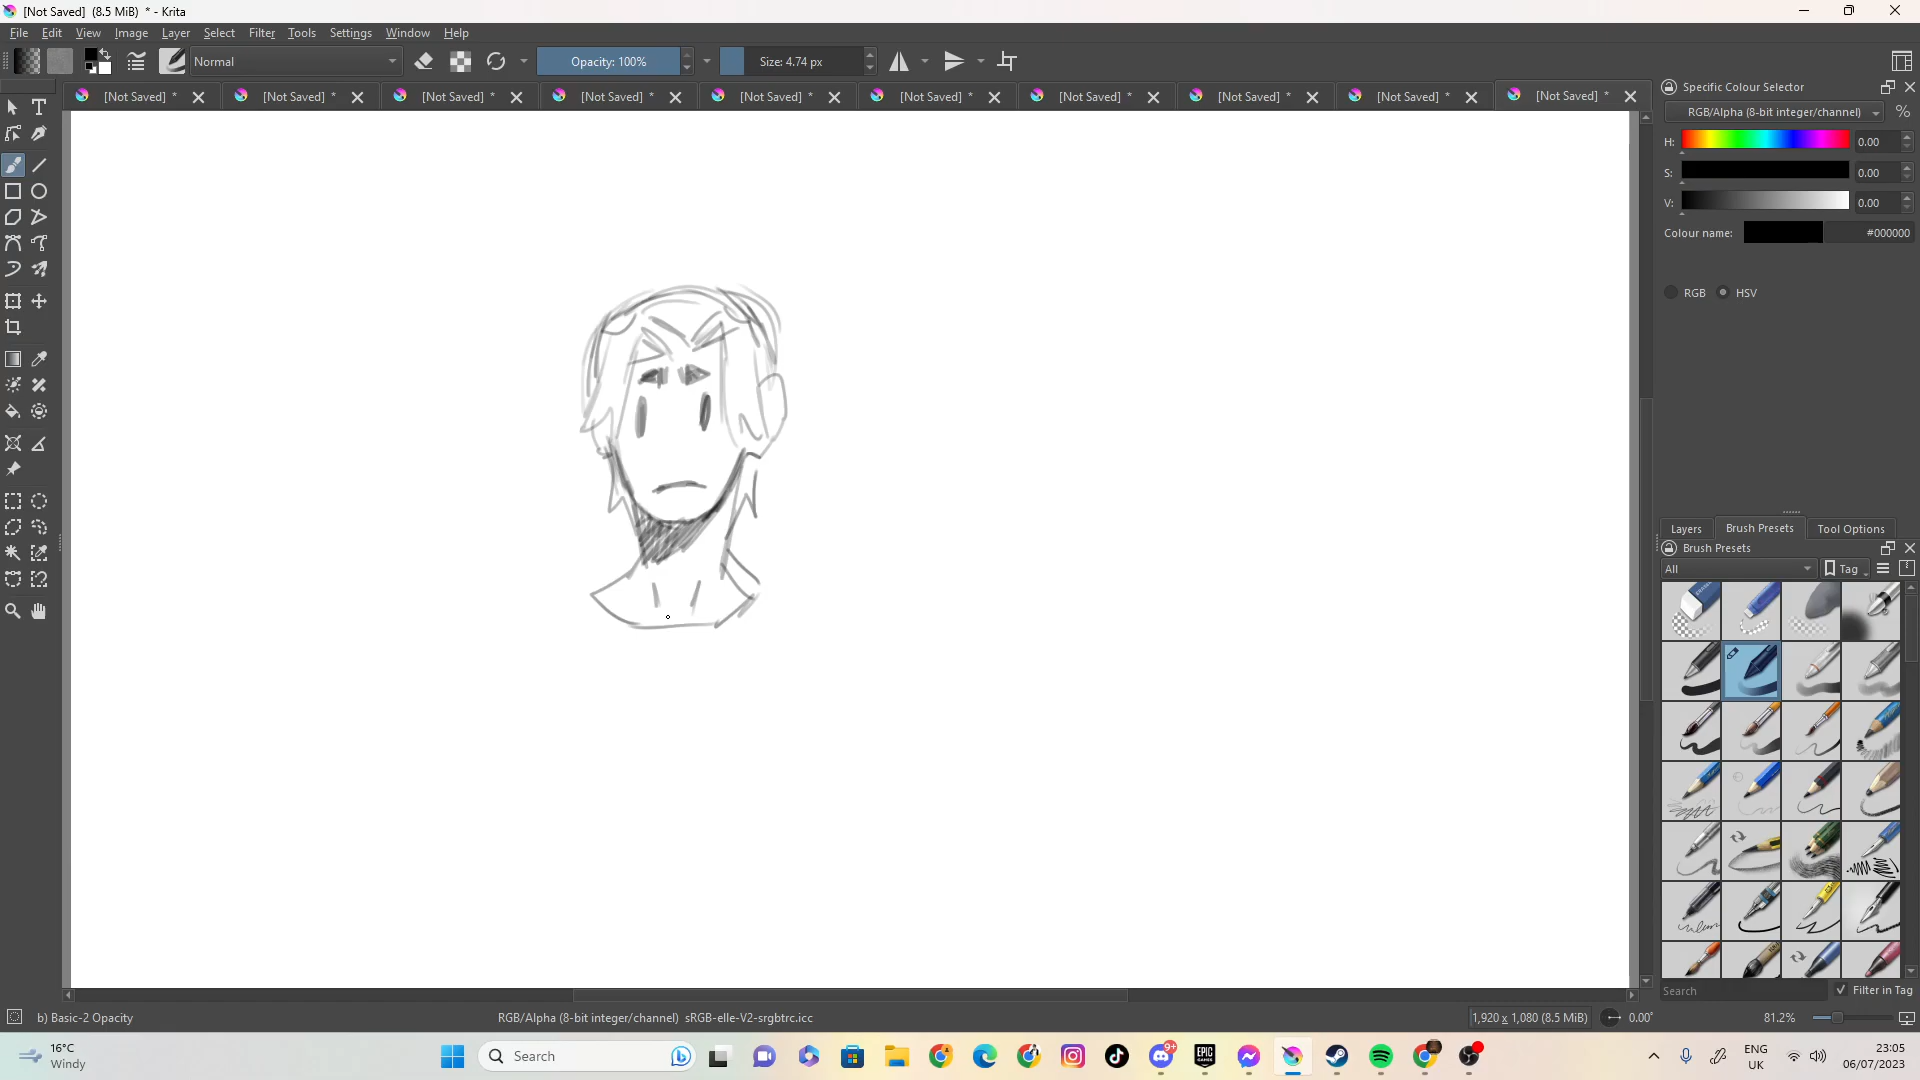 [Not Saved]  (8.5 MiB)  * - Krita
File Edit View Image Layer Select Filter Tools Settings Window Help
Normal Opacity: 100% Size: 4.74 px
[Not Saved] * [Not Saved] * [Not Saved] * [Not Saved] * [Not Saved] * [Not Saved] * [Not Saved] * [Not Saved] * [Not Saved] * [Not Saved] *
Specific Colour Selector
RGB/Alpha (8-bit integer/channel) %
H: 0.00
S: 0.00
V: 0.00
Colour name: #000000
RGB HSV
Layers Brush Presets Tool Options
Brush Presets
All Tag
Search Filter in Tag
b) Basic-2 Opacity RGB/Alpha (8-bit integer/channel)  sRGB-elle-V2-srgbtrc.icc 1,920 x 1,080 (8.5 MiB) 0.00° 81.2%
16°C
Windy
Search
9+
EPIC
GAMES
ENG
UK
23:05
06/07/2023